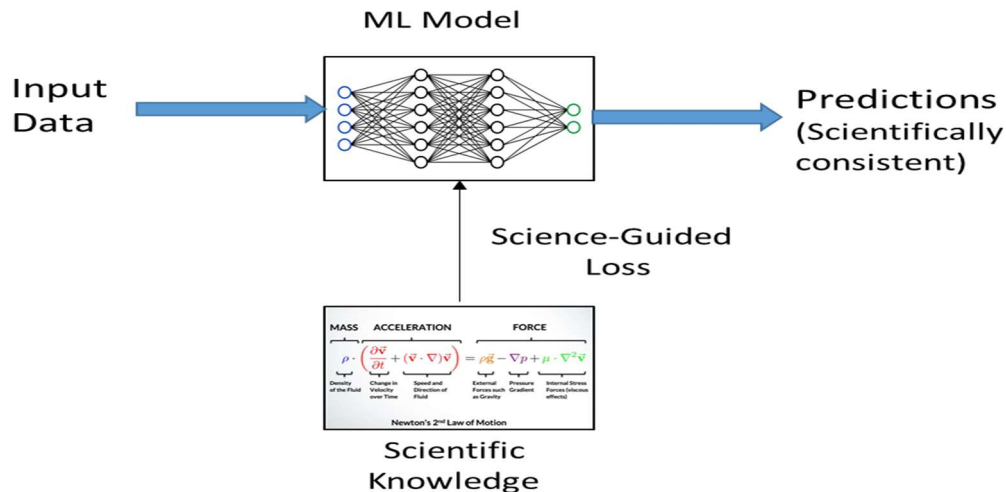 ML Model
Input
Data
Predictions
(Scientifically
consistent)
Science-Guided
Loss
MASS ACCELERATION FORCE
ρ · (∂v⃗/∂t + (v⃗ · ∇)v⃗) = ρg⃗ − ∇p + μ · ∇²v⃗
Density
of the Fluid
Change in
Velocity
over Time
Speed and
Direction of
Fluid
External
Forces such
as Gravity
Pressure
Gradient
Internal Stress
Forces (viscous
effects)
Newton's 2nd Law of Motion
Scientific
Knowledge